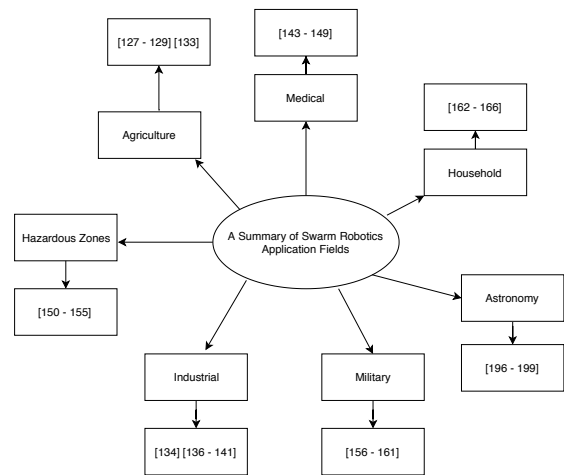 [127 - 129] [133]
[143 - 149]
Medical
[162 - 166]
Agriculture
Household
A Summary of Swarm Robotics
Application Fields
Hazardous Zones
[150 - 155]
Astronomy
[196 - 199]
Industrial
Military
[134] [136 - 141]
[156 - 161]